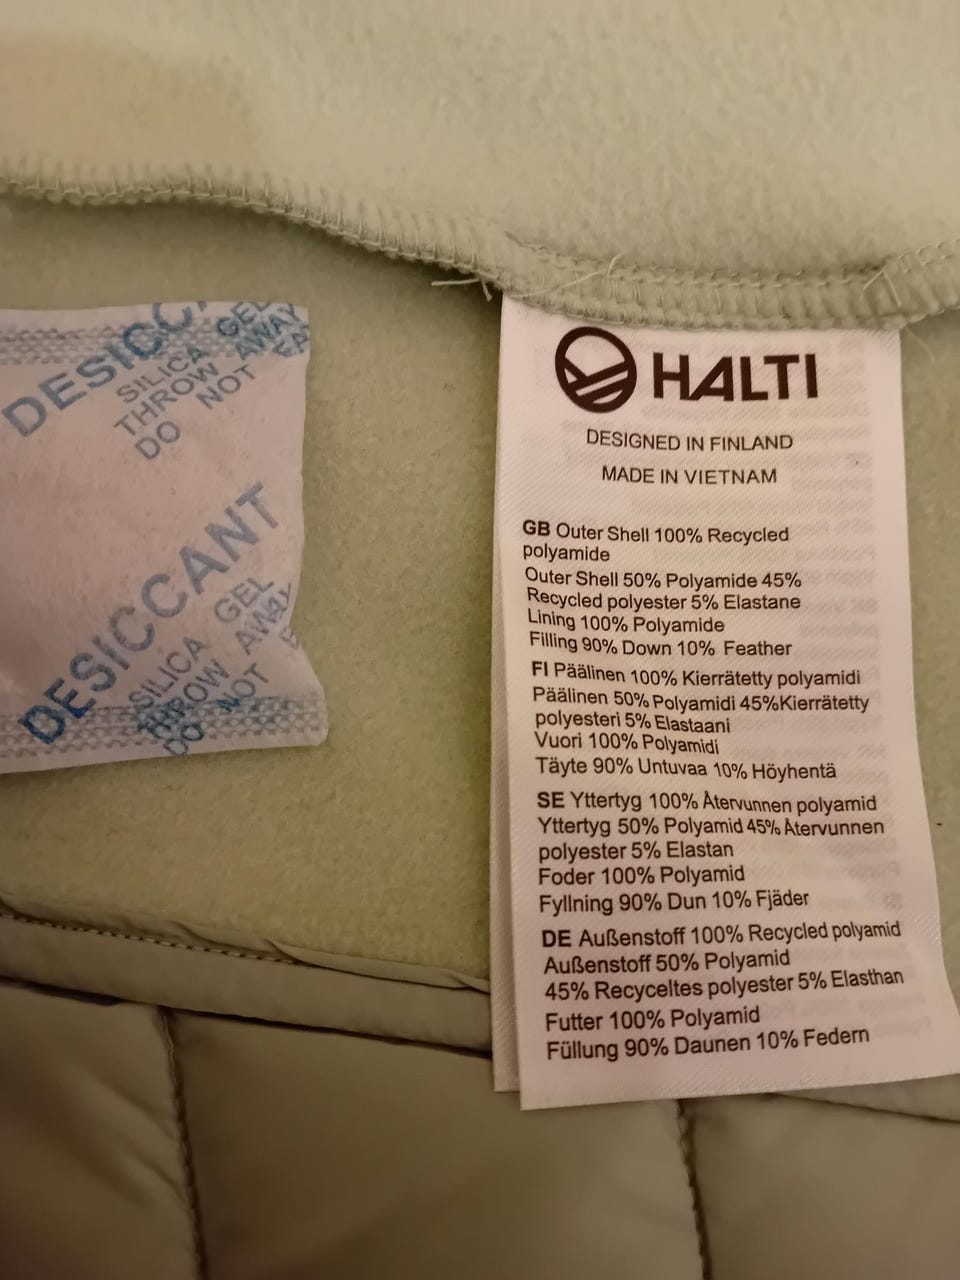 DESICCA
SILICA GEL
THROW AWAY
DO NOT EA
DESICCANT
SILICA GEL
THROW AWAY
DO NOT E
HALTI
DESIGNED IN FINLAND
MADE IN VIETNAM
GB Outer Shell 100% Recycled
polyamide
Outer Shell 50% Polyamide 45%
Recycled polyester 5% Elastane
Lining 100% Polyamide
Filling 90% Down 10% Feather
FI Päälinen 100% Kierrätetty polyamidi
Päälinen 50% Polyamidi 45%Kierrätetty
polyesteri 5% Elastaani
Vuori 100% Polyamidi
Täyte 90% Untuvaa 10% Höyhentä
SE Yttertyg 100% Återvunnen polyamid
Yttertyg 50% Polyamid 45% Återvunnen
polyester 5% Elastan
Foder 100% Polyamid
Fyllning 90% Dun 10% Fjäder
DE Außenstoff 100% Recycled polyamid
Außenstoff 50% Polyamid
45% Recyceltes polyester 5% Elasthan
Futter 100% Polyamid
Füllung 90% Daunen 10% Federn